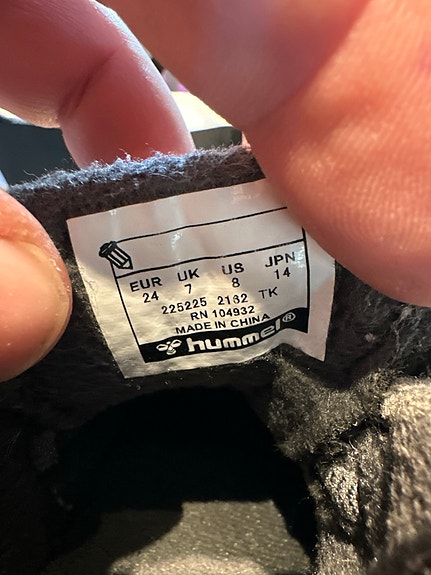 EUR UK US JPN
24 7 8 14
225225 2162 TK
RN 104932
MADE IN CHINA
hummel®